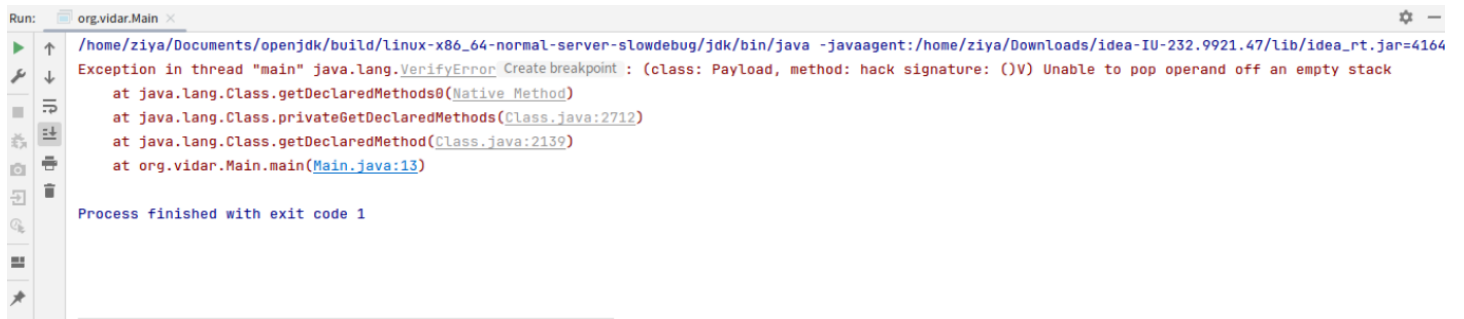 Run: org.vidar.Main ×
/home/ziya/Documents/openjdk/build/linux-x86_64-normal-server-slowdebug/jdk/bin/java -javaagent:/home/ziya/Downloads/idea-IU-232.9921.47/lib/idea_rt.jar=4164
Exception in thread "main" java.lang.VerifyError Create breakpoint : (class: Payload, method: hack signature: ()V) Unable to pop operand off an empty stack
at java.lang.Class.getDeclaredMethods0(Native Method)
at java.lang.Class.privateGetDeclaredMethods(Class.java:2712)
at java.lang.Class.getDeclaredMethod(Class.java:2139)
at org.vidar.Main.main(Main.java:13)
Process finished with exit code 1